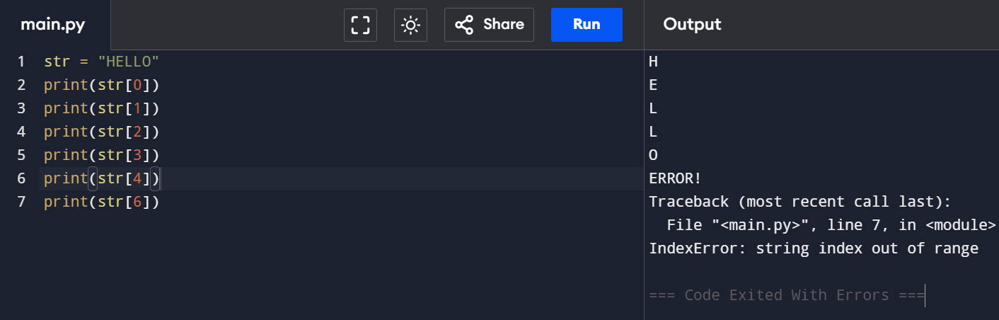 main.py
Share
Run
Output
1 str = "HELLO"
2 print(str[0])
3 print(str[1])
4 print(str[2])
5 print(str[3])
6 print(str[4])
7 print(str[6])
H
E
L
L
O
ERROR!
Traceback (most recent call last):
  File "<main.py>", line 7, in <module>
IndexError: string index out of range
=== Code Exited With Errors ===